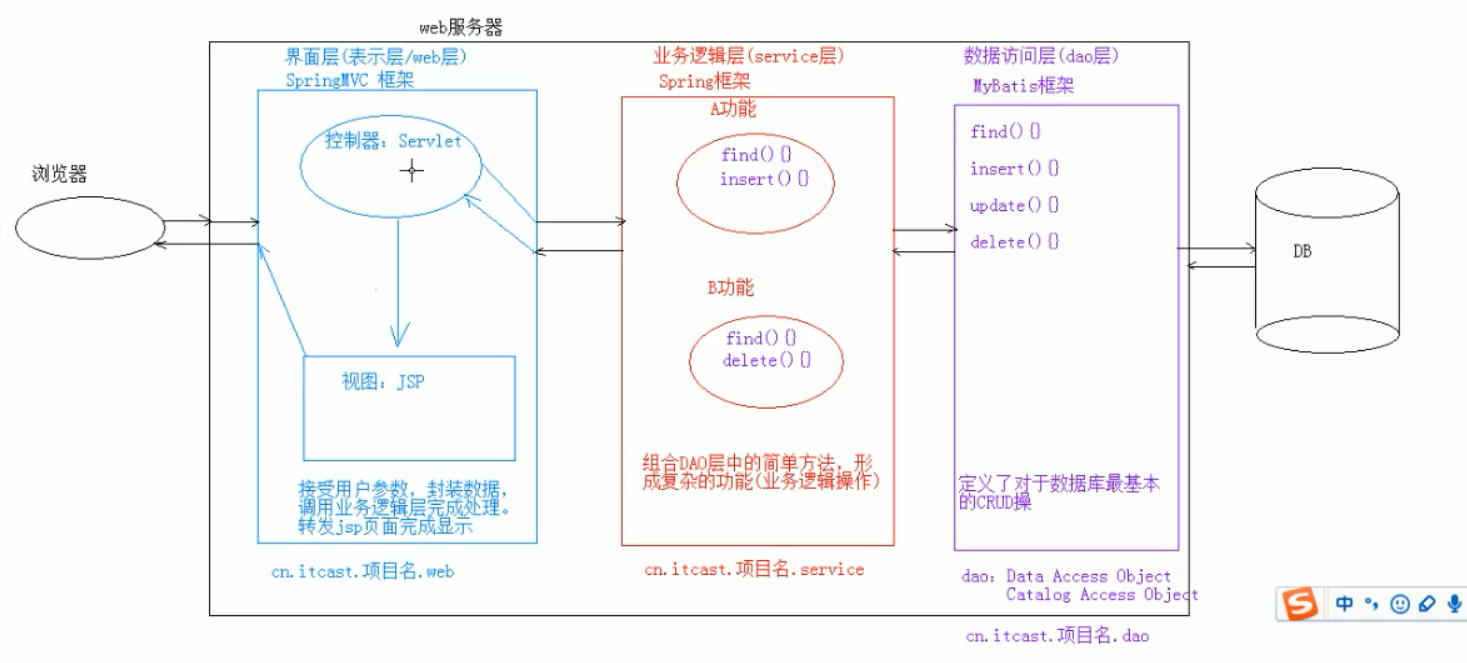 web服务器
浏览器
界面层(表示层/web层)
SpringMVC 框架
控制器: Servlet
视图: JSP
接受用户参数, 封装数据,
调用业务逻辑层完成处理。
转发jsp页面完成显示
cn.itcast.项目名.web
业务逻辑层(service层)
Spring框架
A功能
find(){}
insert(){}
B功能
find(){}
delete(){}
组合DAO层中的简单方法, 形
成复杂的功能(业务逻辑操作)
cn.itcast.项目名.service
数据访问层(dao层)
MyBatis框架
find(){}
insert(){}
update(){}
delete(){}
定义了对于数据库最基本
的CRUD操
dao: Data Access Object
Catalog Access Object
cn.itcast.项目名.dao
DB
S 中